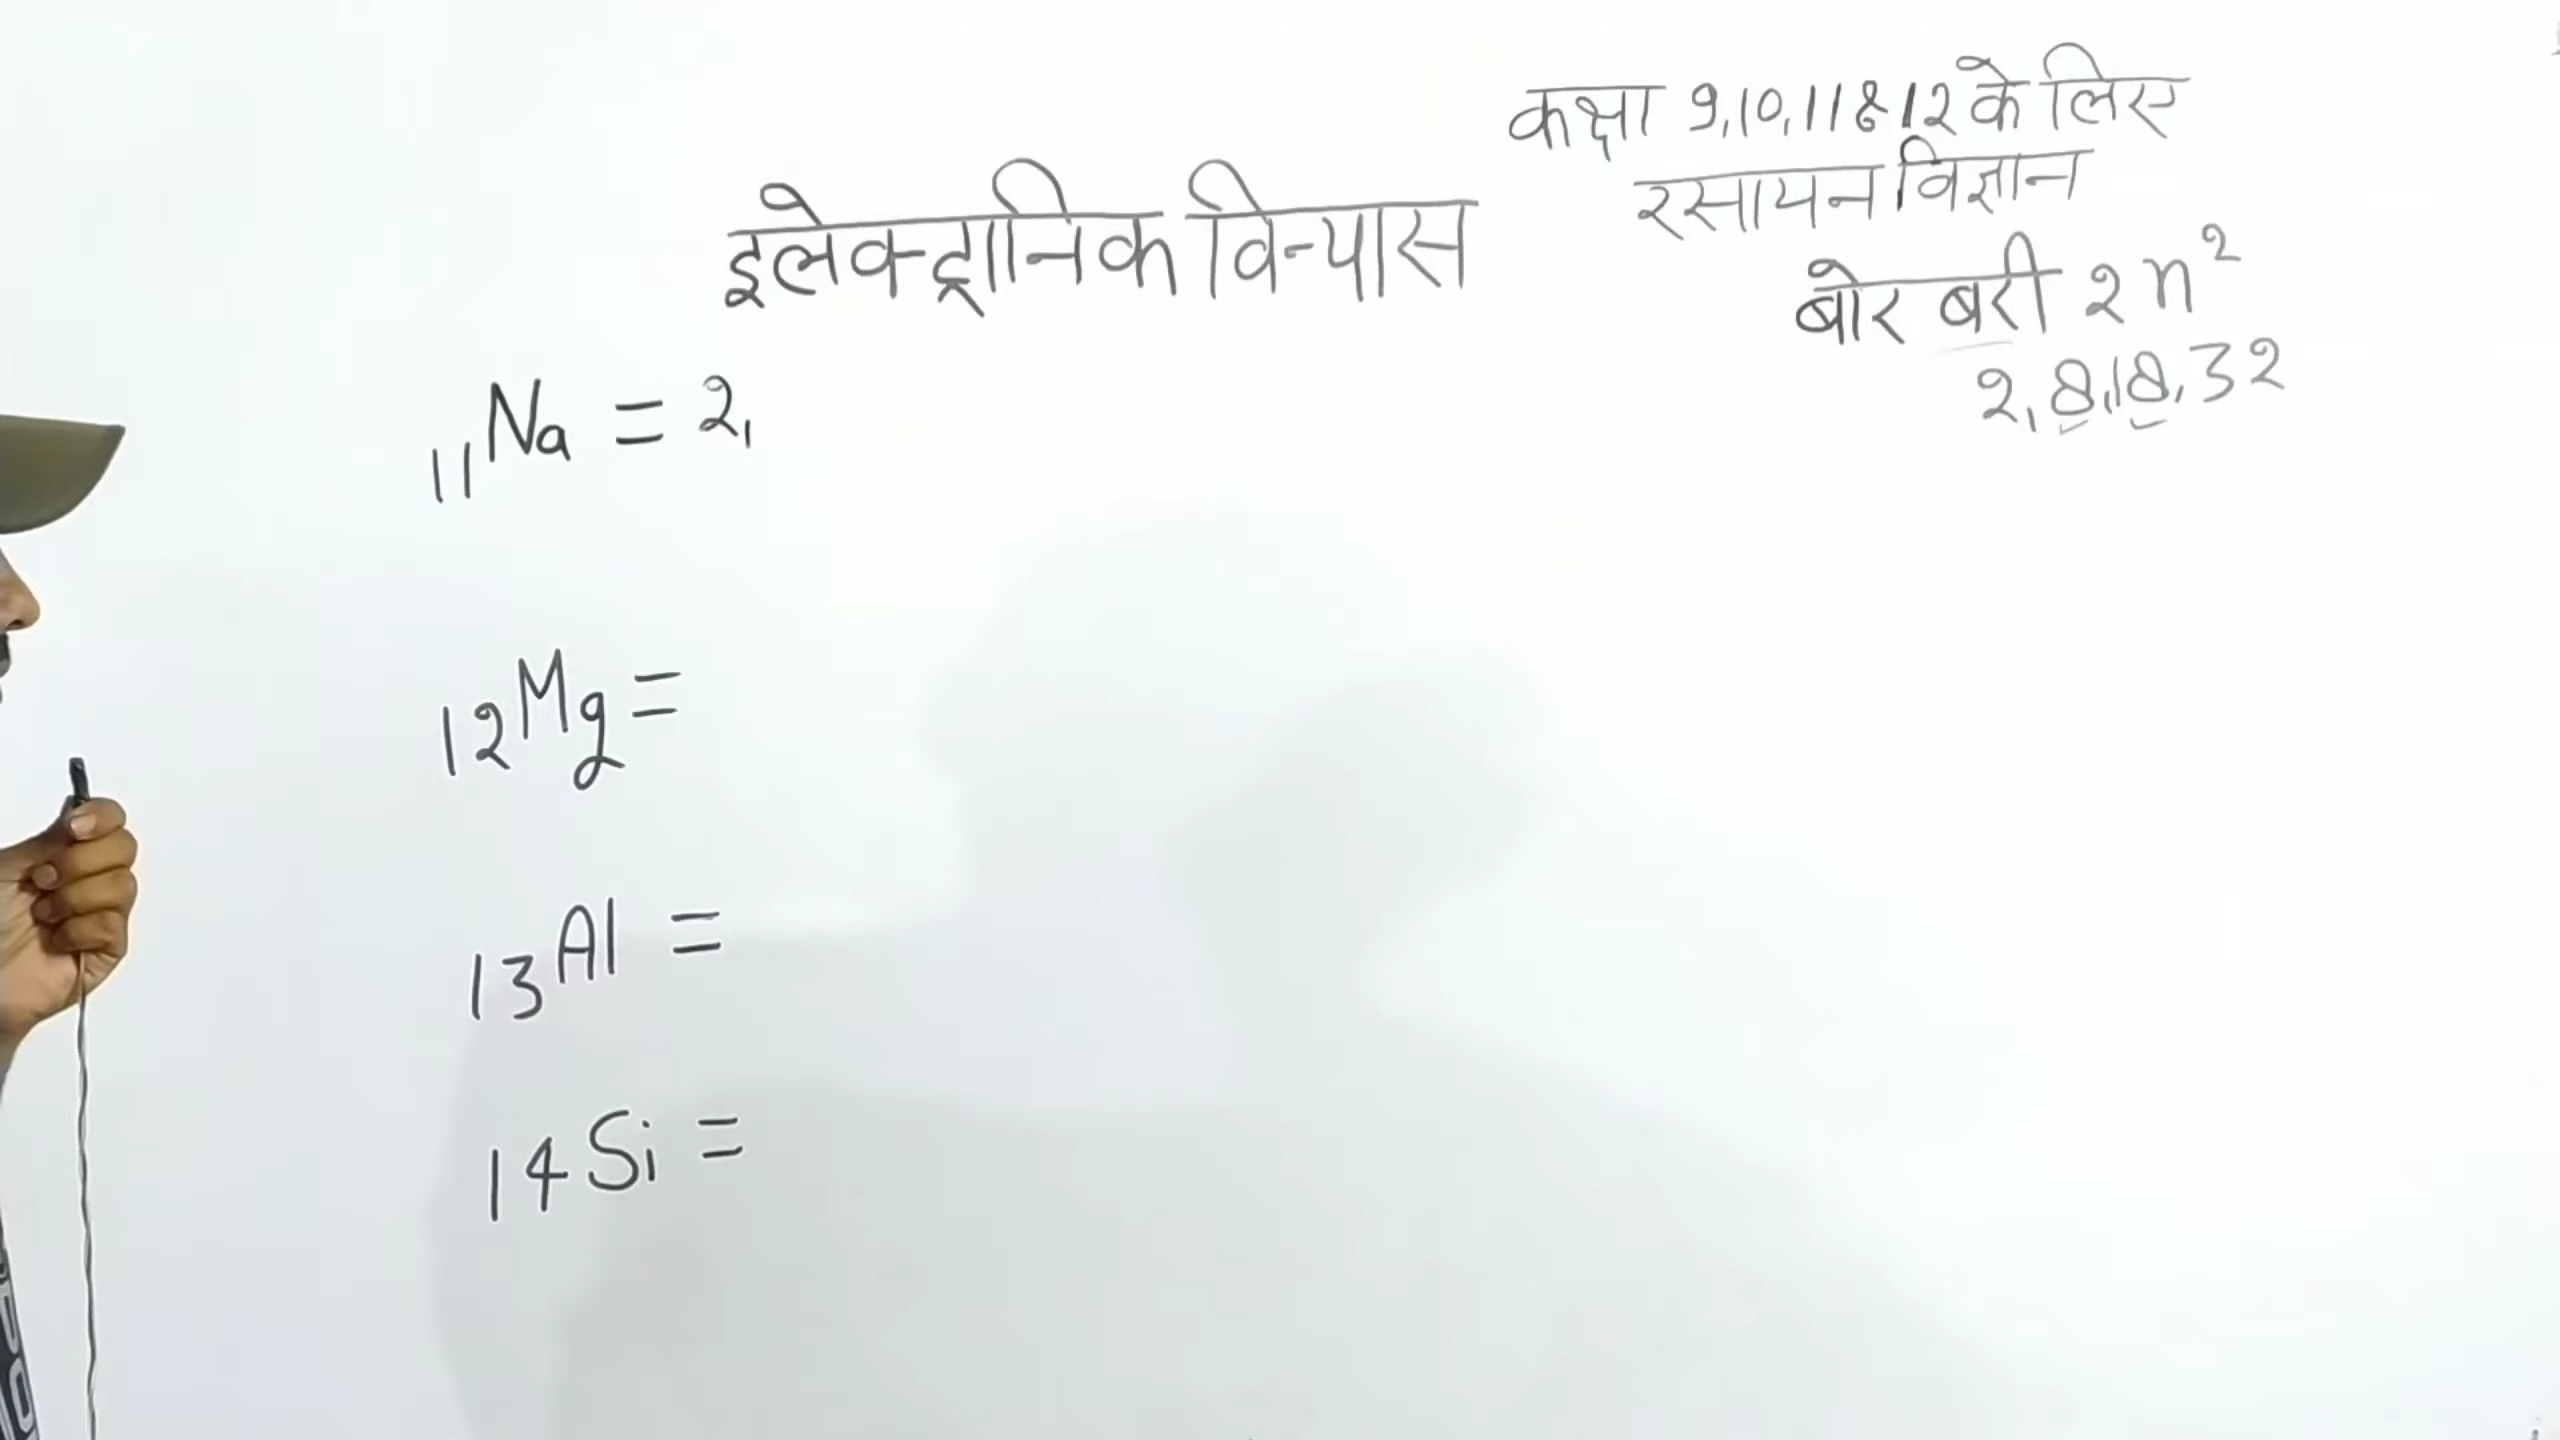 कक्षा 9,10,11&12 के लिए
रसायन विज्ञान
इलेक्ट्रानिक विन्यास
बोर बरी 2n²
2,8,18,32
₁₁Na = 2,
₁₂Mg =
₁₃Al =
₁₄Si =